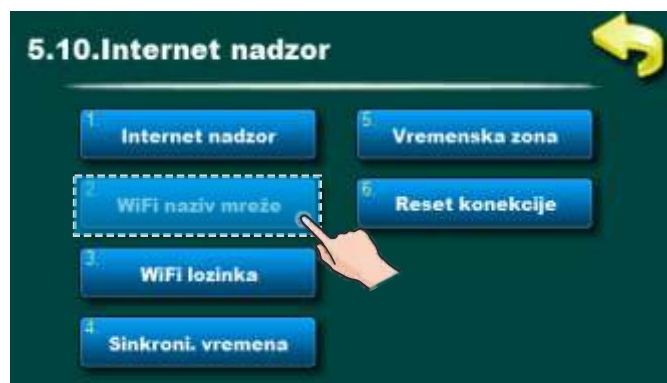 5.10.Internet nadzor
1.
Internet nadzor
2.
WiFi naziv mreže
3.
WiFi lozinka
4.
Sinkroni. vremena
5.
Vremenska zona
6.
Reset konekcije